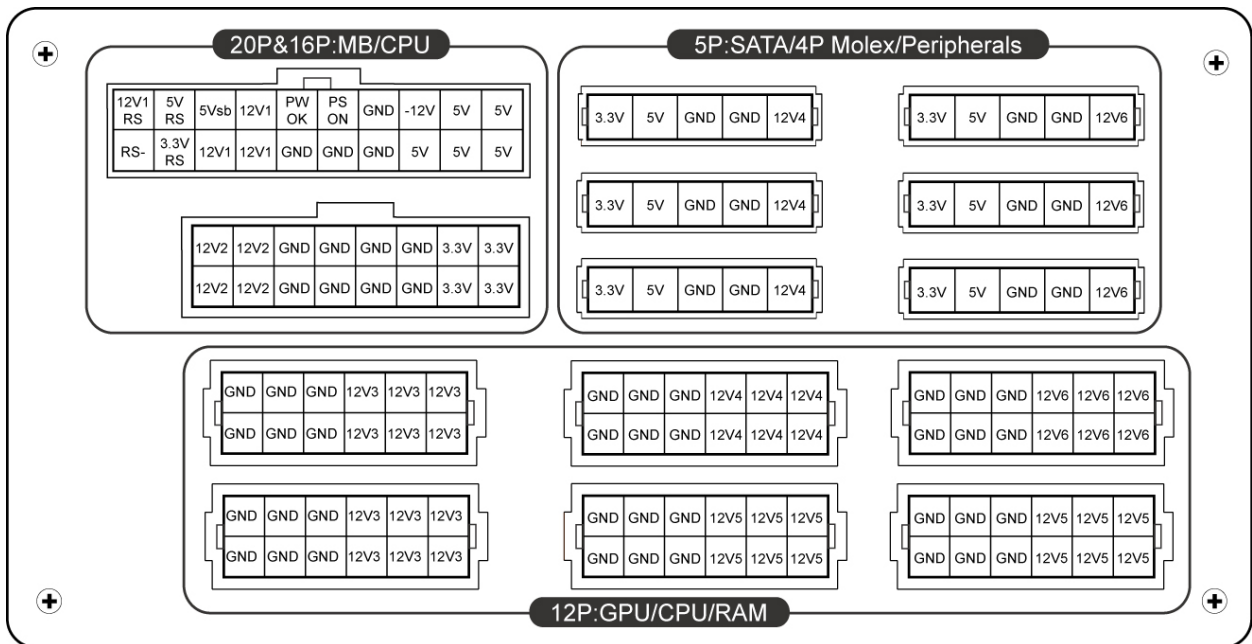 20P&16P:MB/CPU
12V1 RS 5V RS 5Vsb 12V1 PW OK PS ON GND -12V 5V 5V
RS- 3.3V RS 12V1 12V1 GND GND GND 5V 5V 5V
12V2 12V2 GND GND GND GND 3.3V 3.3V
12V2 12V2 GND GND GND GND 3.3V 3.3V
5P:SATA/4P Molex/Peripherals
3.3V 5V GND GND 12V4
3.3V 5V GND GND 12V6
3.3V 5V GND GND 12V4
3.3V 5V GND GND 12V6
3.3V 5V GND GND 12V4
3.3V 5V GND GND 12V6
GND GND GND 12V3 12V3 12V3
GND GND GND 12V3 12V3 12V3
GND GND GND 12V4 12V4 12V4
GND GND GND 12V4 12V4 12V4
GND GND GND 12V6 12V6 12V6
GND GND GND 12V6 12V6 12V6
GND GND GND 12V3 12V3 12V3
GND GND GND 12V3 12V3 12V3
GND GND GND 12V5 12V5 12V5
GND GND GND 12V5 12V5 12V5
GND GND GND 12V5 12V5 12V5
GND GND GND 12V5 12V5 12V5
12P:GPU/CPU/RAM